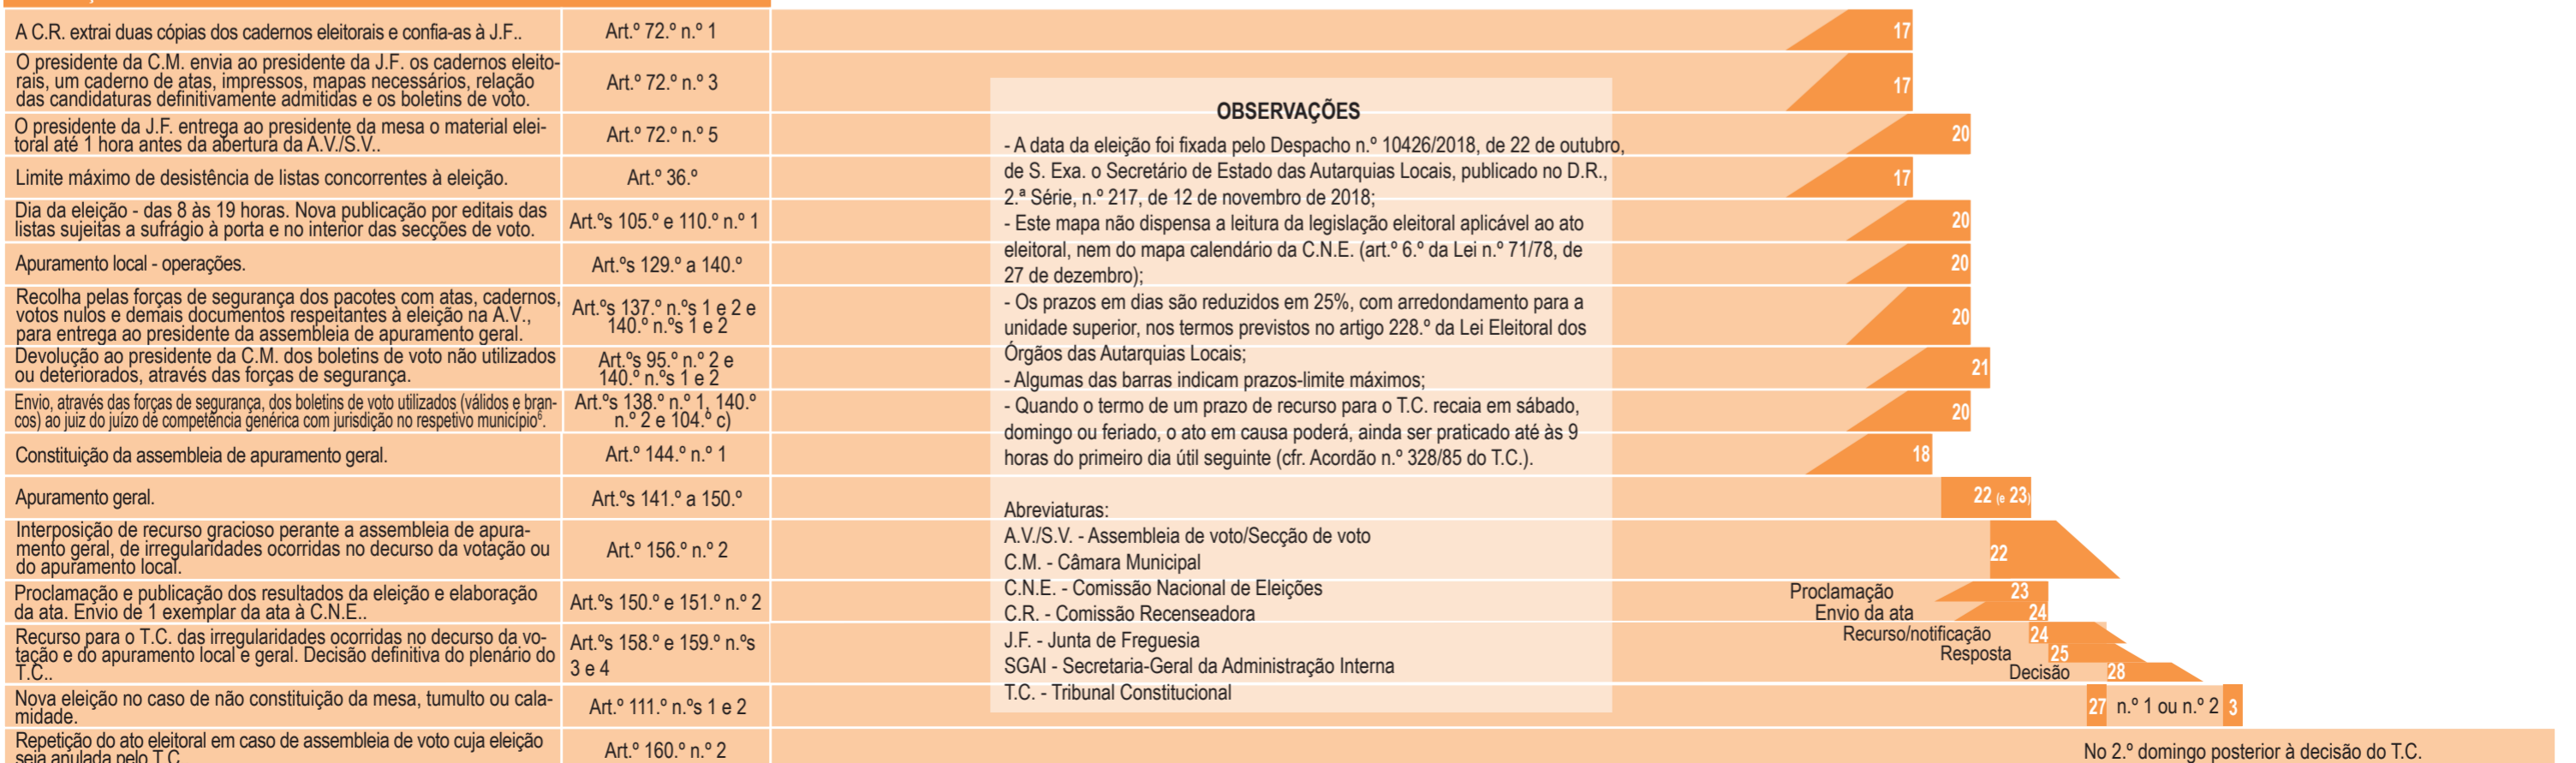 A C.R. extrai duas cópias dos cadernos eleitorais e confia-as à J.F..
Art.º 72.º n.º 1
17
O presidente da C.M. envia ao presidente da J.F. os cadernos eleito-
rais, um caderno de atas, impressos, mapas necessários, relação
das candidaturas definitivamente admitidas e os boletins de voto.
Art.º 72.º n.º 3
17
O presidente da J.F. entrega ao presidente da mesa o material elei-
toral até 1 hora antes da abertura da A.V./S.V..
Art.º 72.º n.º 5
20
Limite máximo de desistência de listas concorrentes à eleição.
Art.º 36.º
17
Dia da eleição - das 8 às 19 horas. Nova publicação por editais das
listas sujeitas a sufrágio à porta e no interior das secções de voto.
Art.ºs 105.º e 110.º n.º 1
20
Apuramento local - operações.
Art.ºs 129.º a 140.º
20
Recolha pelas forças de segurança dos pacotes com atas, cadernos,
votos nulos e demais documentos respeitantes à eleição na A.V.,
para entrega ao presidente da assembleia de apuramento geral.
Art.ºs 137.º n.ºs 1 e 2 e
140.º n.ºs 1 e 2
20
Devolução ao presidente da C.M. dos boletins de voto não utilizados
ou deteriorados, através das forças de segurança.
Art.ºs 95.º n.º 2 e
140.º n.ºs 1 e 2
21
Envio, através das forças de segurança, dos boletins de voto utilizados (válidos e bran-
cos) ao juiz do juízo de competência genérica com jurisdição no respetivo município⁶.
Art.ºs 138.º n.º 1, 140.º
n.º 2 e 104.º c)
20
Constituição da assembleia de apuramento geral.
Art.º 144.º n.º 1
18
Apuramento geral.
Art.ºs 141.º a 150.º
22 (e 23)
Interposição de recurso gracioso perante a assembleia de apura-
mento geral, de irregularidades ocorridas no decurso da votação ou
do apuramento local.
Art.º 156.º n.º 2
22
Proclamação e publicação dos resultados da eleição e elaboração
da ata. Envio de 1 exemplar da ata à C.N.E..
Art.ºs 150.º e 151.º n.º 2
Proclamação 23
Envio da ata 24
Recurso para o T.C. das irregularidades ocorridas no decurso da vo-
tação e do apuramento local e geral. Decisão definitiva do plenário do
T.C..
Art.ºs 158.º e 159.º n.ºs
3 e 4
Recurso/notificação 24
Resposta 25
Decisão 28
Nova eleição no caso de não constituição da mesa, tumulto ou cala-
midade.
Art.º 111.º n.ºs 1 e 2
27 n.º 1 ou n.º 2 3
Repetição do ato eleitoral em caso de assembleia de voto cuja eleição
seja anulada pelo T.C.
Art.º 160.º n.º 2
No 2.º domingo posterior à decisão do T.C.
OBSERVAÇÕES
- A data da eleição foi fixada pelo Despacho n.º 10426/2018, de 22 de outubro,
de S. Exa. o Secretário de Estado das Autarquias Locais, publicado no D.R.,
2.ª Série, n.º 217, de 12 de novembro de 2018;
- Este mapa não dispensa a leitura da legislação eleitoral aplicável ao ato
eleitoral, nem do mapa calendário da C.N.E. (art.º 6.º da Lei n.º 71/78, de
27 de dezembro);
- Os prazos em dias são reduzidos em 25%, com arredondamento para a
unidade superior, nos termos previstos no artigo 228.º da Lei Eleitoral dos
Órgãos das Autarquias Locais;
- Algumas das barras indicam prazos-limite máximos;
- Quando o termo de um prazo de recurso para o T.C. recaia em sábado,
domingo ou feriado, o ato em causa poderá, ainda ser praticado até às 9
horas do primeiro dia útil seguinte (cfr. Acordão n.º 328/85 do T.C.).
Abreviaturas:
A.V./S.V. - Assembleia de voto/Secção de voto
C.M. - Câmara Municipal
C.N.E. - Comissão Nacional de Eleições
C.R. - Comissão Recenseadora
J.F. - Junta de Freguesia
SGAI - Secretaria-Geral da Administração Interna
T.C. - Tribunal Constitucional